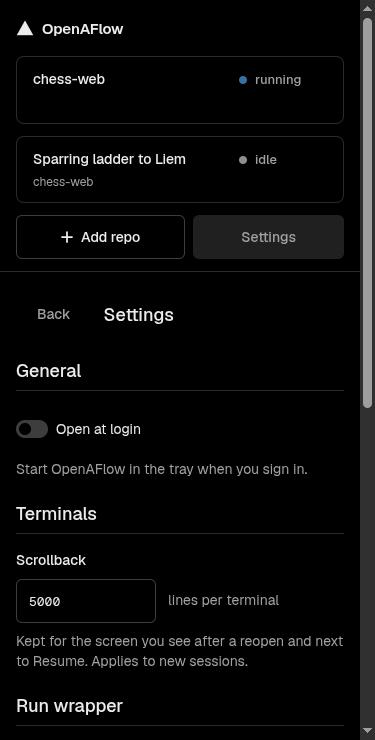 OpenAFlow
chess-web
running
Sparring ladder to Liem
idle
chess-web
Add repo
Settings
Back
Settings
General
Open at login
Start OpenAFlow in the tray when you sign in.
Terminals
Scrollback
5000
lines per terminal
Kept for the screen you see after a reopen and next
to Resume. Applies to new sessions.
Run wrapper